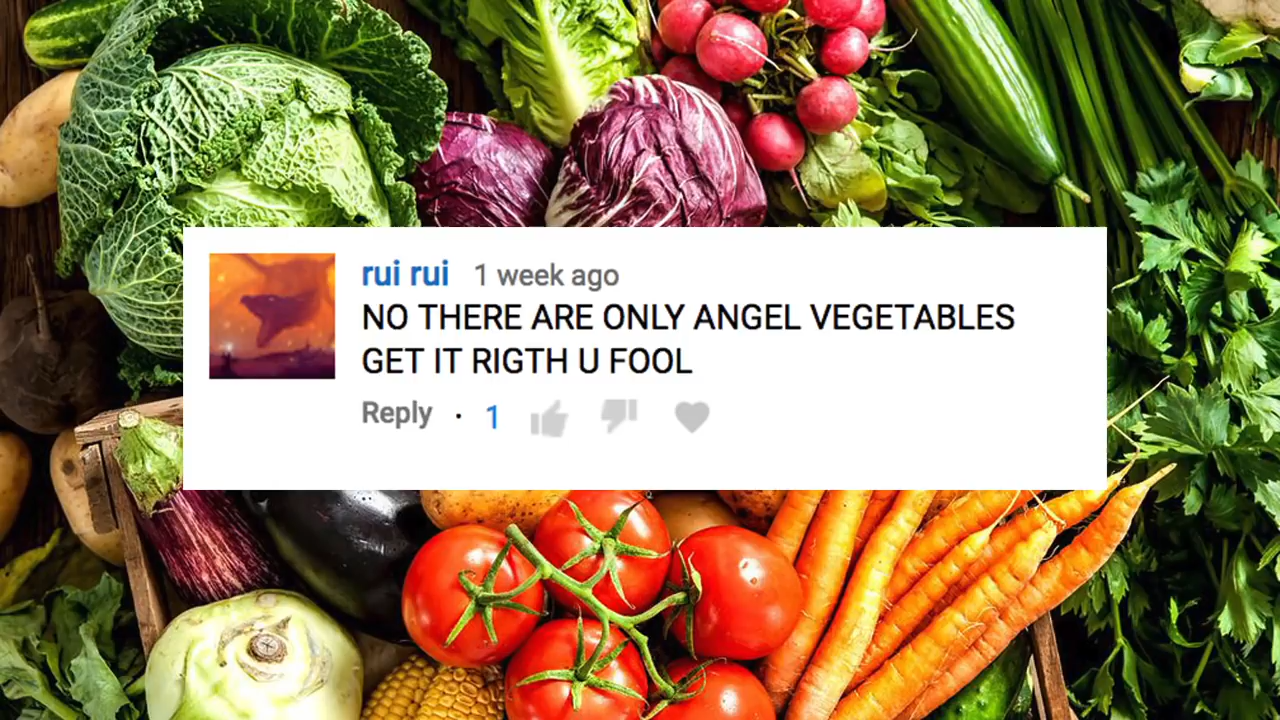 rui rui 1 week ago
NO THERE ARE ONLY ANGEL VEGETABLES
GET IT RIGTH U FOOL
Reply · 1